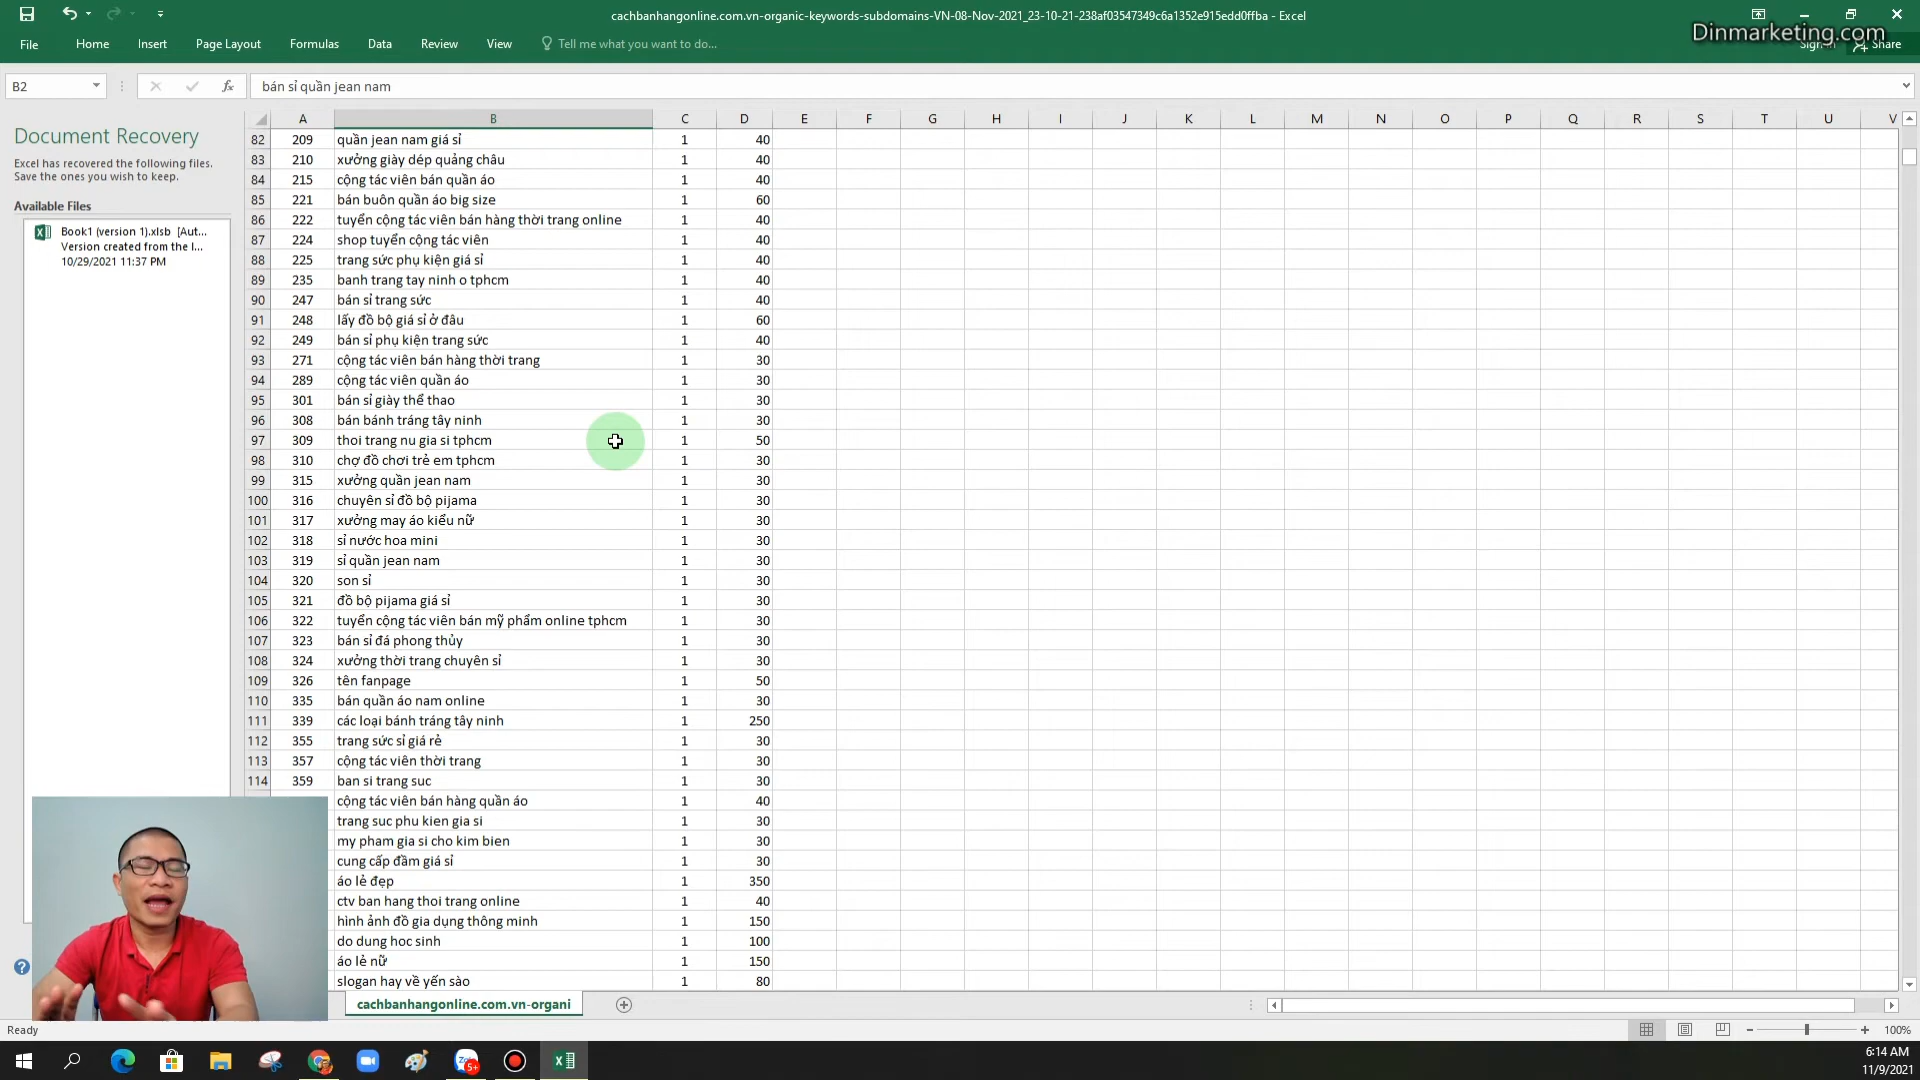 cachbanhangonline.com.vn-organic-keywords-subdomains-VN-08-Nov-2021_23-10-21-238af03547349c6a1352e915edd0ffba - Excel
Dinmarketing.com
File Home Insert Page Layout Formulas Data Review View Tell me what you want to do... Sign in Share
B2 fx bán sỉ quần jean nam
Document Recovery
Excel has recovered the following files.
Save the ones you wish to keep.
Available Files
Book1 (version 1).xlsb [Aut...
Version created from the l...
10/29/2021 11:37 PM
A B C D E F G H I J K L M N O P Q R S T U V
82 209 quần jean nam giá sỉ 1 40
83 210 xưởng giày dép quảng châu 1 40
84 215 cộng tác viên bán quần áo 1 40
85 221 bán buôn quần áo big size 1 60
86 222 tuyển cộng tác viên bán hàng thời trang online 1 40
87 224 shop tuyển cộng tác viên 1 40
88 225 trang sức phụ kiện giá sỉ 1 40
89 235 banh trang tay ninh o tphcm 1 40
90 247 bán sỉ trang sức 1 40
91 248 lấy đồ bộ giá sỉ ở đâu 1 60
92 249 bán sỉ phụ kiện trang sức 1 40
93 271 cộng tác viên bán hàng thời trang 1 30
94 289 cộng tác viên quần áo 1 30
95 301 bán sỉ giày thể thao 1 30
96 308 bán bánh tráng tây ninh 1 30
97 309 thoi trang nu gia si tphcm 1 50
98 310 chợ đồ chơi trẻ em tphcm 1 30
99 315 xưởng quần jean nam 1 30
100 316 chuyên sỉ đồ bộ pijama 1 30
101 317 xưởng may áo kiểu nữ 1 30
102 318 sỉ nước hoa mini 1 30
103 319 sỉ quần jean nam 1 30
104 320 son sỉ 1 30
105 321 đồ bộ pijama giá sỉ 1 30
106 322 tuyển cộng tác viên bán mỹ phẩm online tphcm 1 30
107 323 bán sỉ đá phong thủy 1 30
108 324 xưởng thời trang chuyên sỉ 1 30
109 326 tên fanpage 1 50
110 335 bán quần áo nam online 1 30
111 339 các loại bánh tráng tây ninh 1 250
112 355 trang sức sỉ giá rẻ 1 30
113 357 cộng tác viên thời trang 1 30
114 359 ban si trang suc 1 30
cộng tác viên bán hàng quần áo 1 40
trang suc phu kien gia si 1 30
my pham gia si cho kim bien 1 30
cung cấp đầm giá sỉ 1 30
áo lẻ đẹp 1 350
ctv ban hang thoi trang online 1 40
hình ảnh đồ gia dụng thông minh 1 150
do dung hoc sinh 1 100
áo lẻ nữ 1 150
slogan hay về yến sào 1 80
cachbanhangonline.com.vn-organi
Ready 100%
Zalo 5+
6:14 AM
11/9/2021